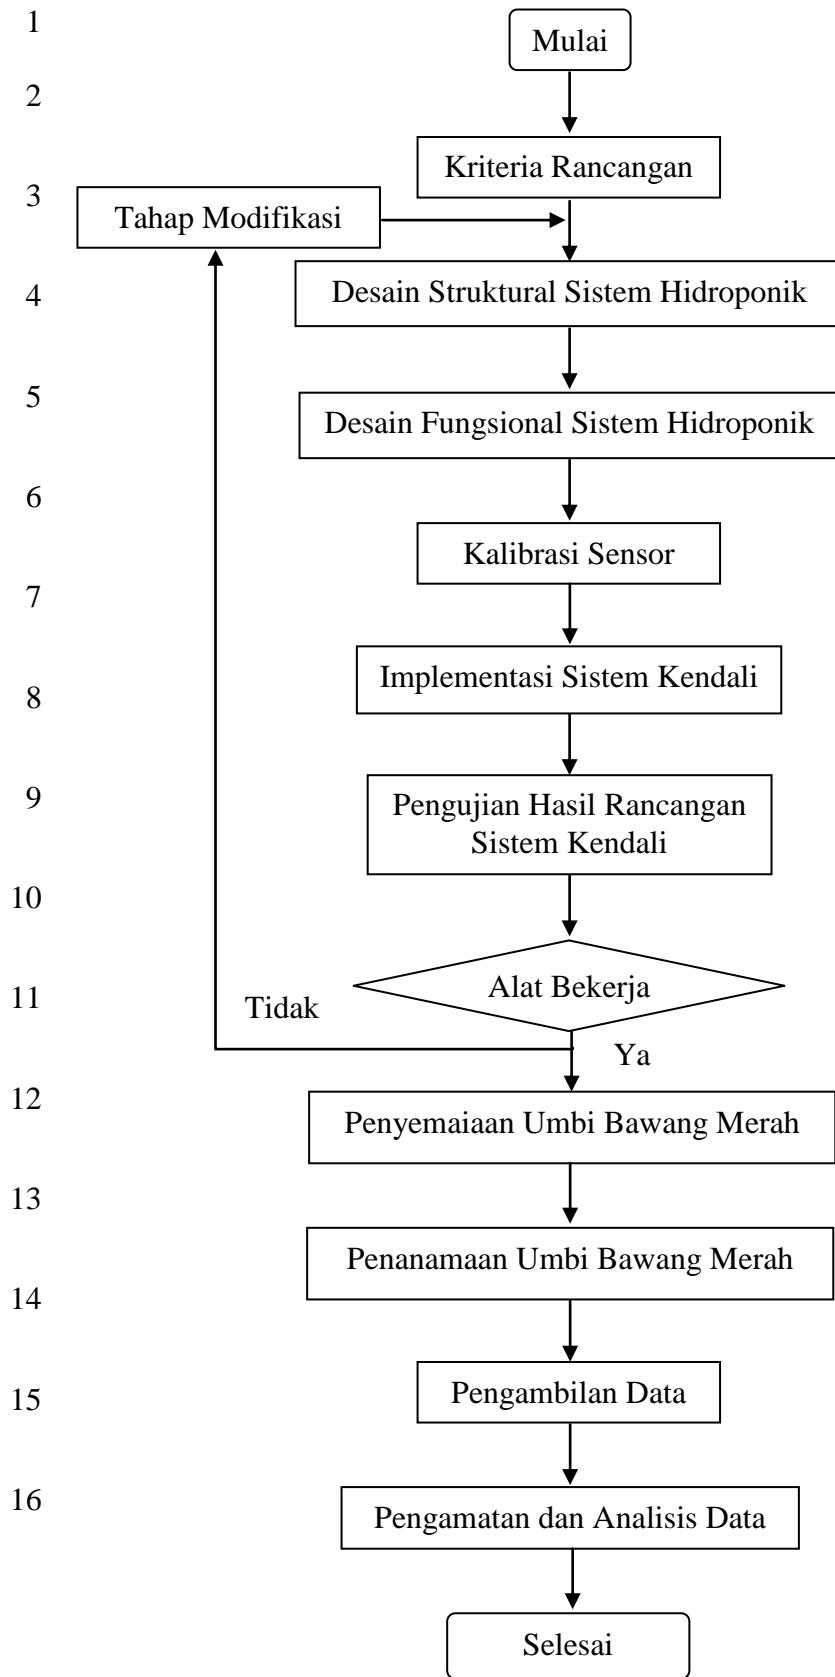 1
Mulai
2
Kriteria Rancangan
3
Tahap Modifikasi
4
Desain Struktural Sistem Hidroponik
5
Desain Fungsional Sistem Hidroponik
6
Kalibrasi Sensor
7
Implementasi Sistem Kendali
8
9
Pengujian Hasil Rancangan
Sistem Kendali
10
Alat Bekerja
11
Tidak
Ya
12
Penyemaiaan Umbi Bawang Merah
13
Penanamaan Umbi Bawang Merah
14
15
Pengambilan Data
16
Pengamatan dan Analisis Data
Selesai